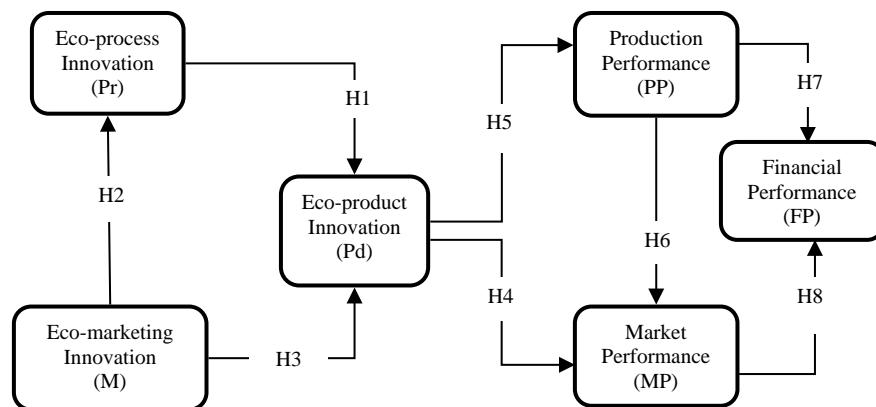 Eco-process
Innovation
(Pr)
H1
H2
Eco-marketing
Innovation
(M)
H3
Eco-product
Innovation
(Pd)
H5
H4
Production
Performance
(PP)
H6
Market
Performance
(MP)
H7
Financial
Performance
(FP)
H8